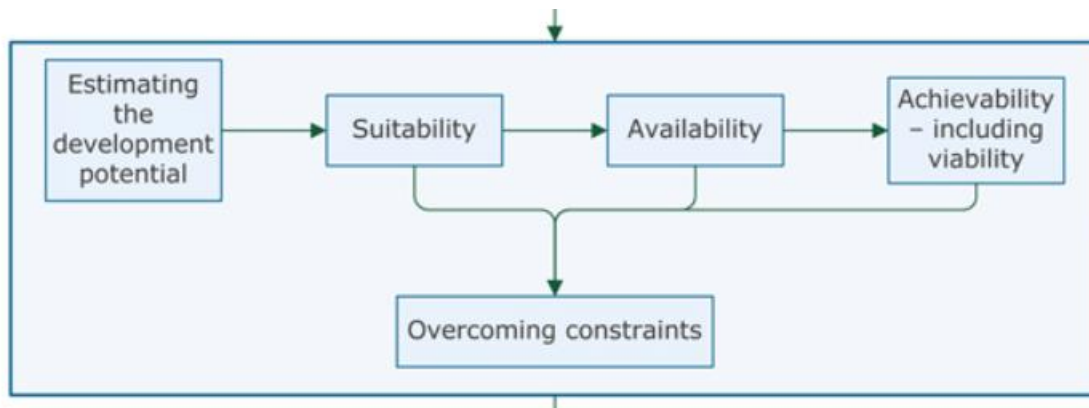 Estimating
the
development
potential
Suitability
Availability
Achievability
– including
viability
Overcoming constraints